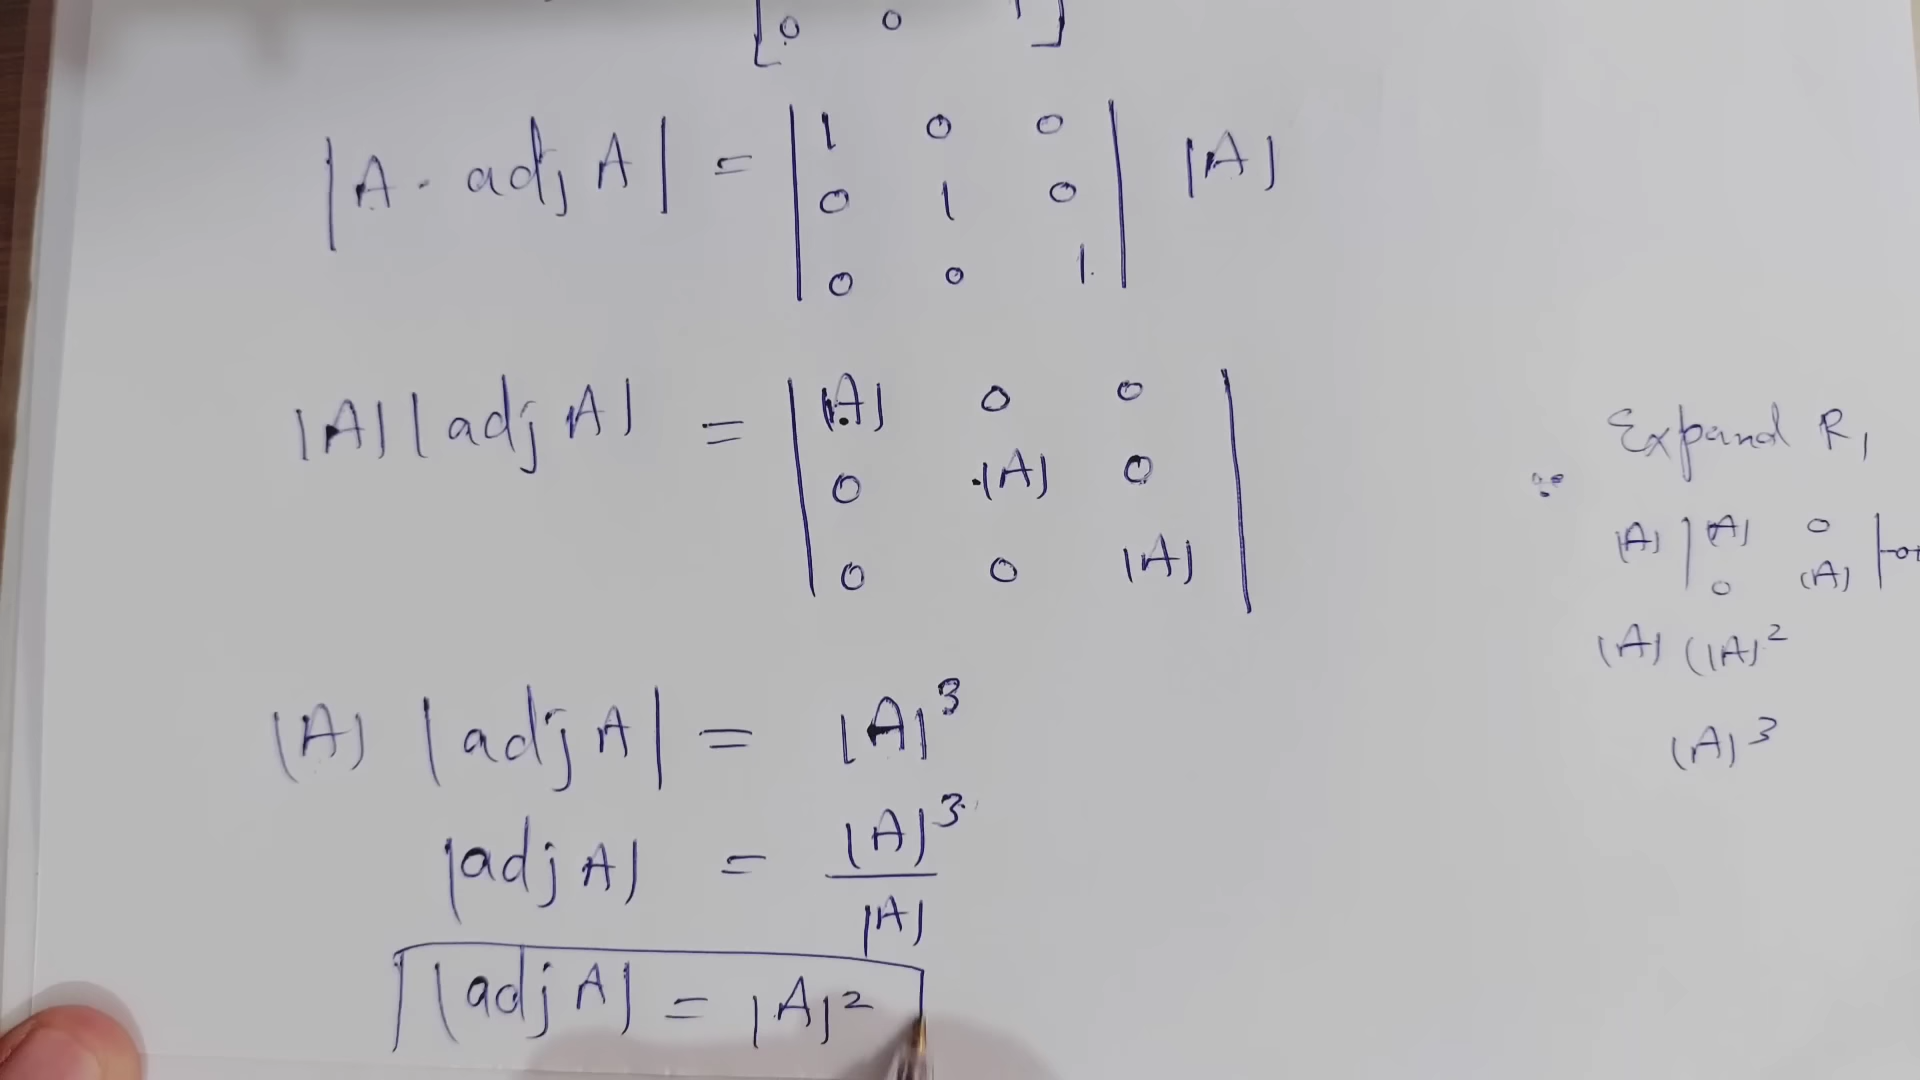 [0 0 1]
|A · adj A| = |1 0 0
0 1 0
0 0 1| |A|
|A| |adj A| = ||A| 0 0
0 |A| 0
0 0 |A||
|A| |adj A| = |A|³
|adj A| = |A|³
|A|
|adj A| = |A|²
Expand R₁
∵
|A| ||A| 0
0 |A|| -0
|A| (|A|²
|A|³